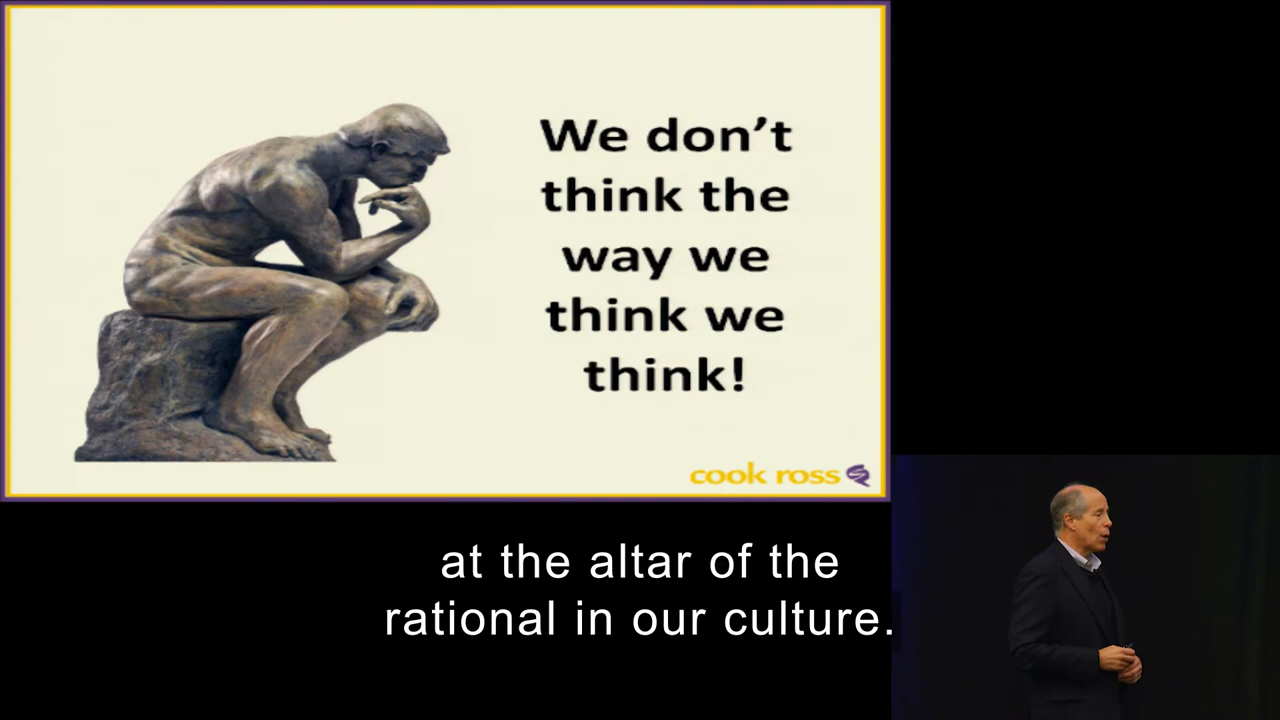 We don’t
think the
way we
think we
think!
cook ross
at the altar of the
rational in our culture.